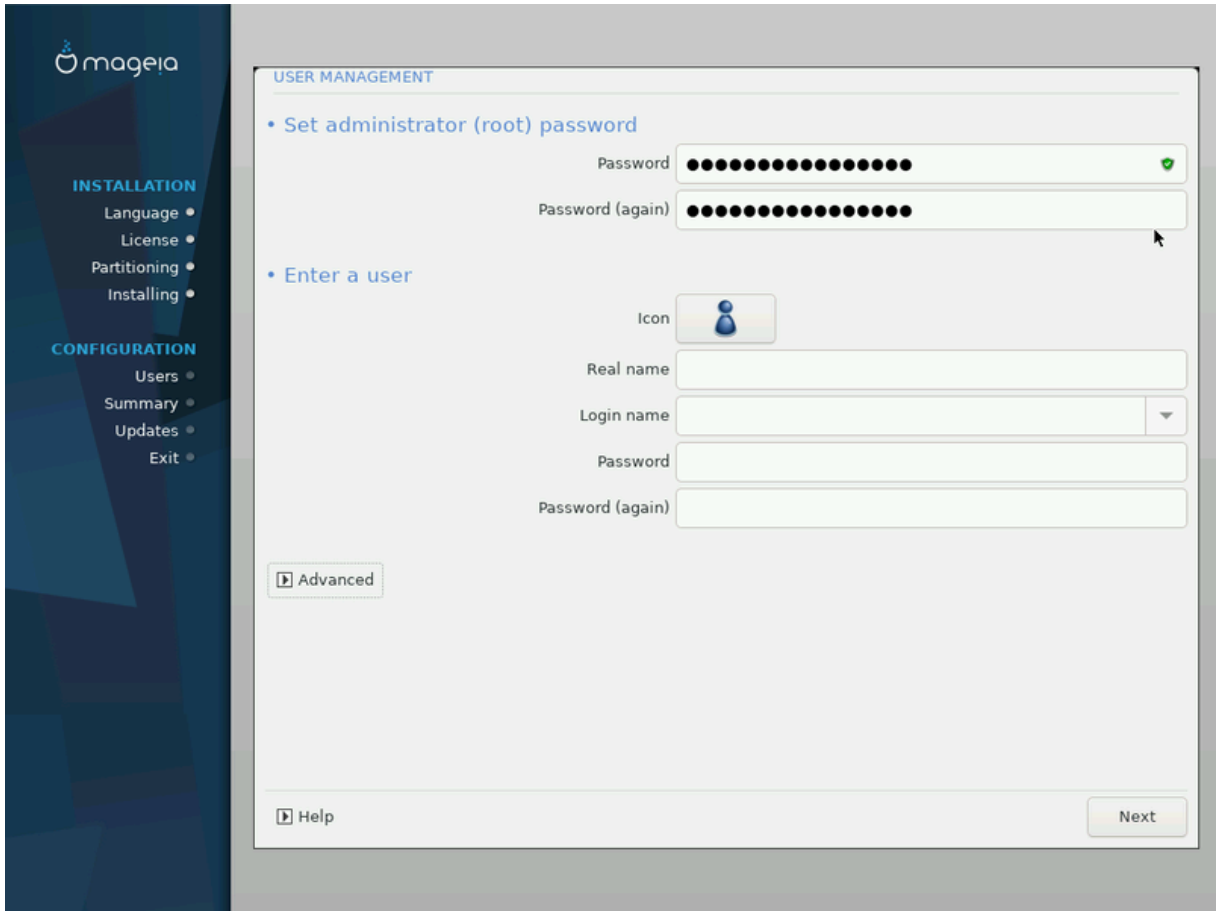 mageia
INSTALLATION
Language
License
Partitioning
Installing
CONFIGURATION
Users
Summary
Updates
Exit
USER MANAGEMENT
• Set administrator (root) password
Password ●●●●●●●●●●●●●●●●
Password (again) ●●●●●●●●●●●●●●●●
• Enter a user
Icon
Real name
Login name
Password
Password (again)
Advanced
Help
Next